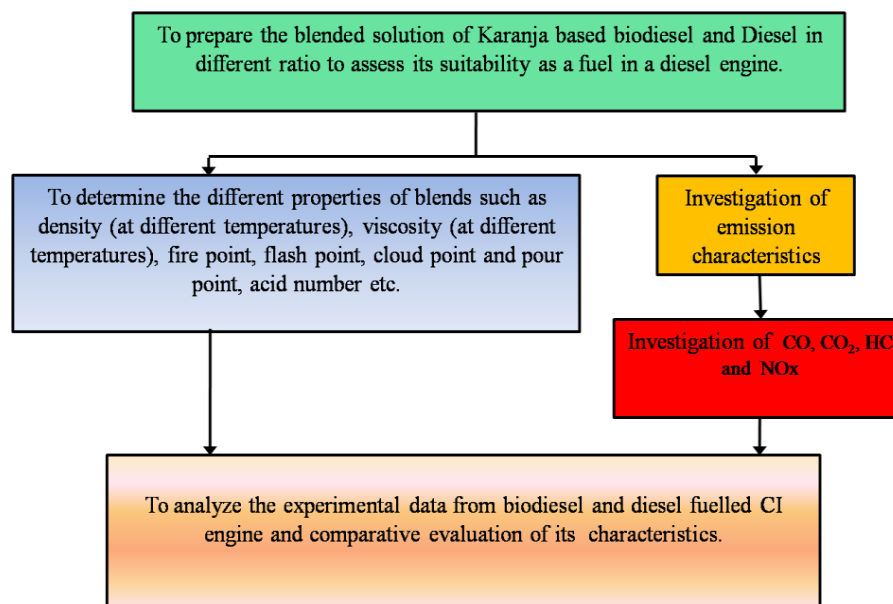 To prepare the blended solution of Karanja based biodiesel and Diesel in
different ratio to assess its suitability as a fuel in a diesel engine.
To determine the different properties of blends such as
density (at different temperatures), viscosity (at different
temperatures), fire point, flash point, cloud point and pour
point, acid number etc.
Investigation of
emission
characteristics
Investigation of CO, CO₂, HC
and NOx
To analyze the experimental data from biodiesel and diesel fuelled CI
engine and comparative evaluation of its characteristics.